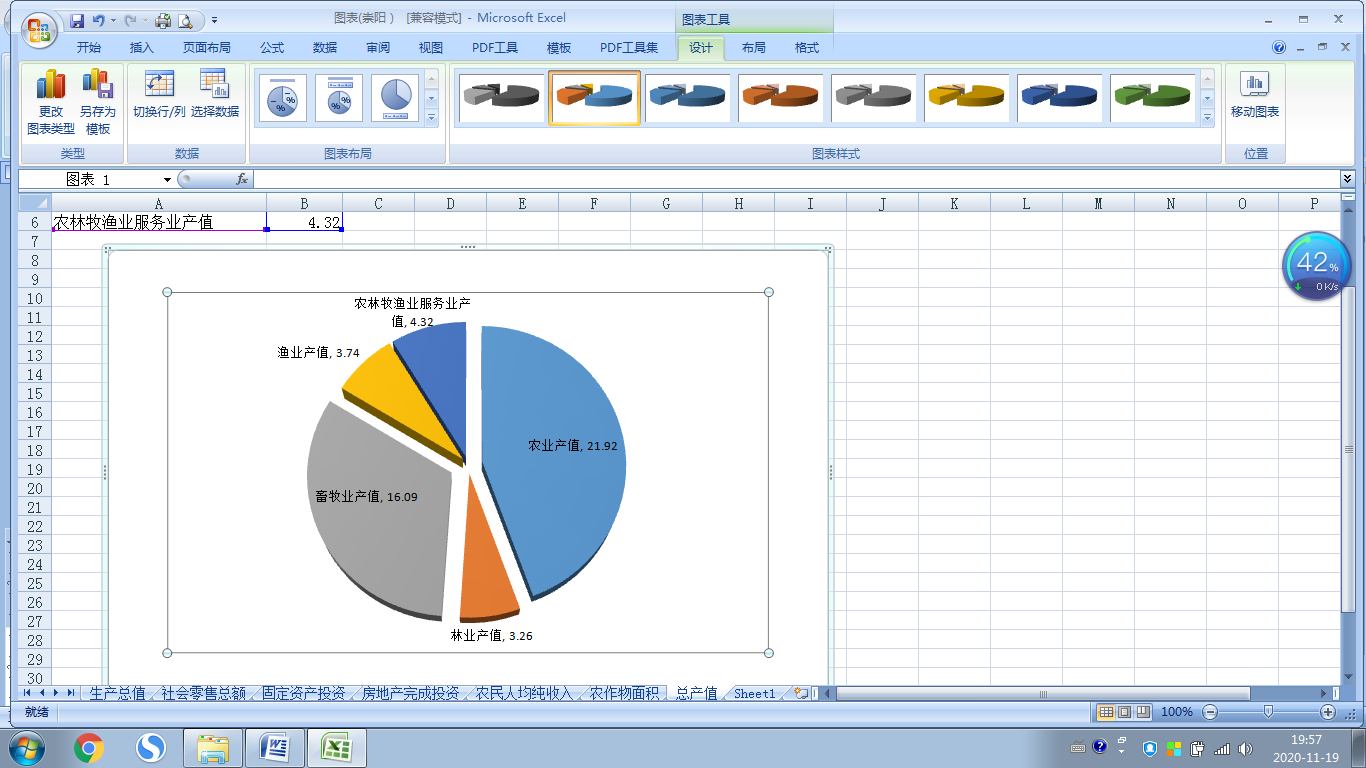 图表(崇阳 ) [兼容模式] - Microsoft Excel 图表工具
开始 插入 页面布局 公式 数据 审阅 视图 PDF工具 模板 PDF工具集 设计 布局 格式
更改
图表类型
另存为
模板
切换行/列 选择数据
移动图表
类型 数据 图表布局 图表样式 位置
图表 1 fx
A B C D E F G H I J K L M N O P
6 农林牧渔业服务业产值 4.32
7
8
9
10
11
12
13
14
15
16
17
18
19
20
21
22
23
24
25
26
27
28
29
30
农林牧渔业服务业产
值, 4.32
渔业产值, 3.74
农业产值, 21.92
畜牧业产值, 16.09
林业产值, 3.26
42%
0K/s
生产总值 社会零售总额 固定资产投资 房地产完成投资 农民人均纯收入 农作物面积 总产值 Sheet1
就绪 100%
19:57
2020-11-19